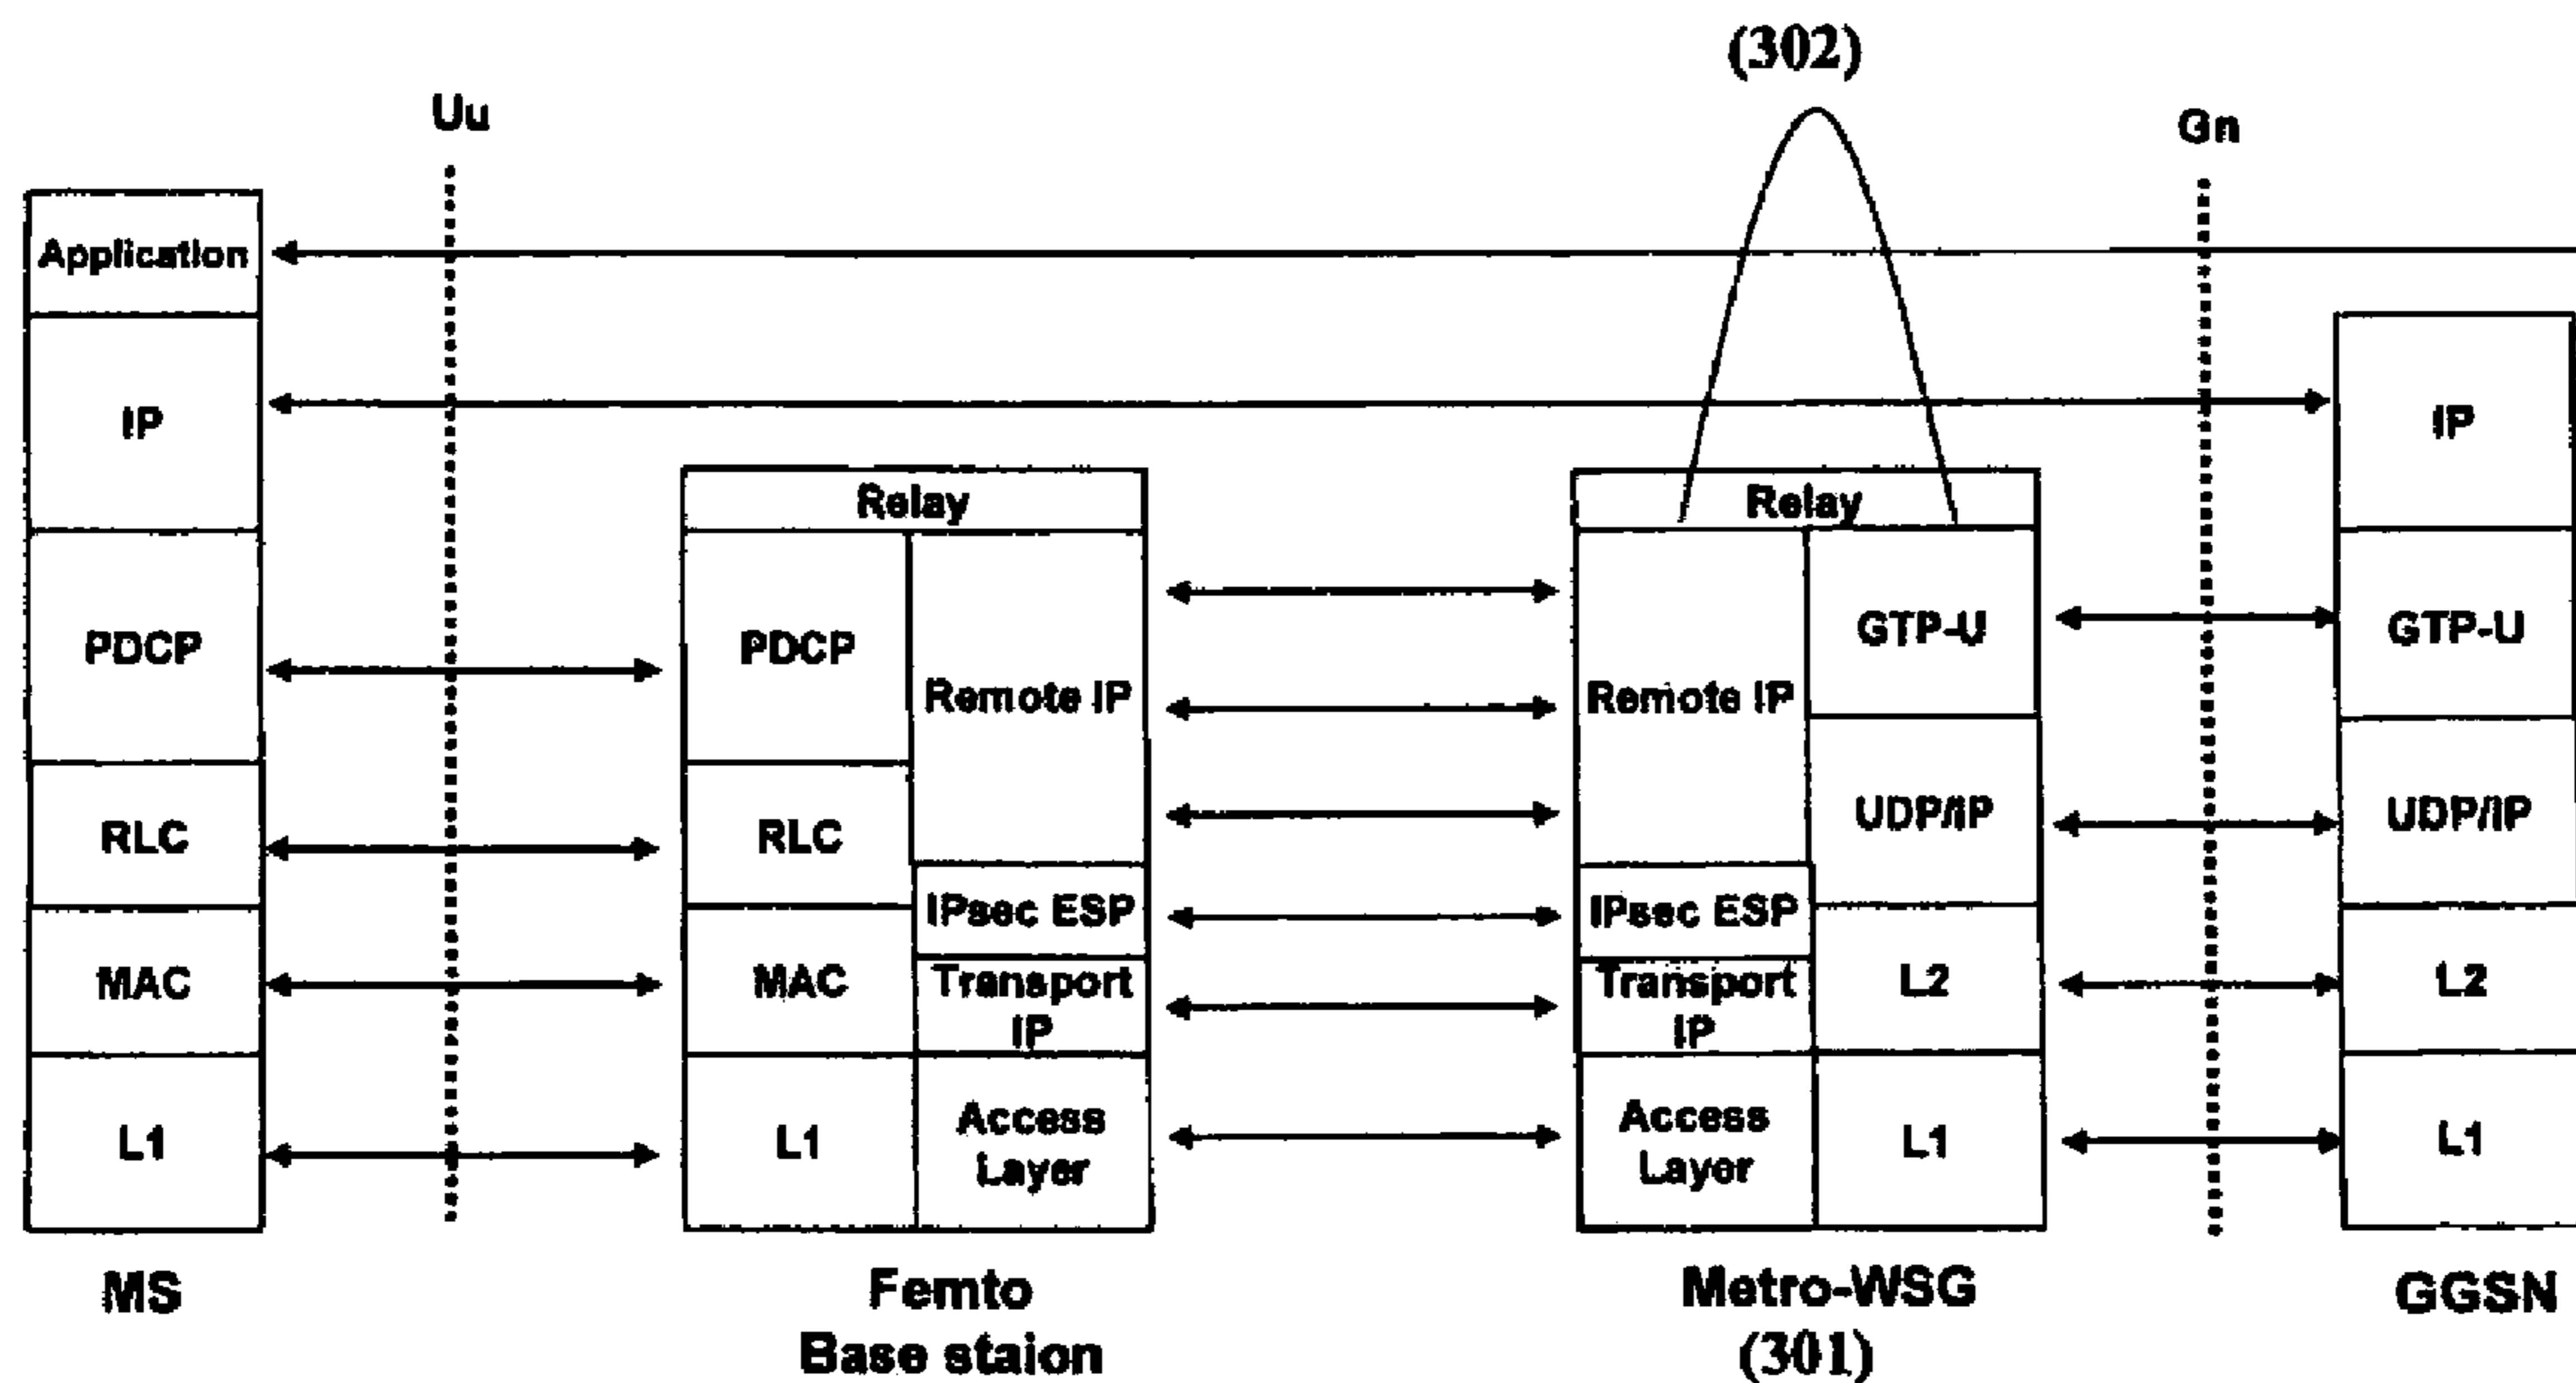 (302)
Uu
Gn
Application
IP
PDCP
RLC
MAC
L1
MS
Relay
PDCP
RLC
MAC
L1
Remote IP
IPsec ESP
Transport
IP
Access
Layer
Femto
Base staion
Relay
Remote IP
IPsec ESP
Transport
IP
Access
Layer
GTP-U
UDP/IP
L2
L1
Metro-WSG
(301)
IP
GTP-U
UDP/IP
L2
L1
GGSN